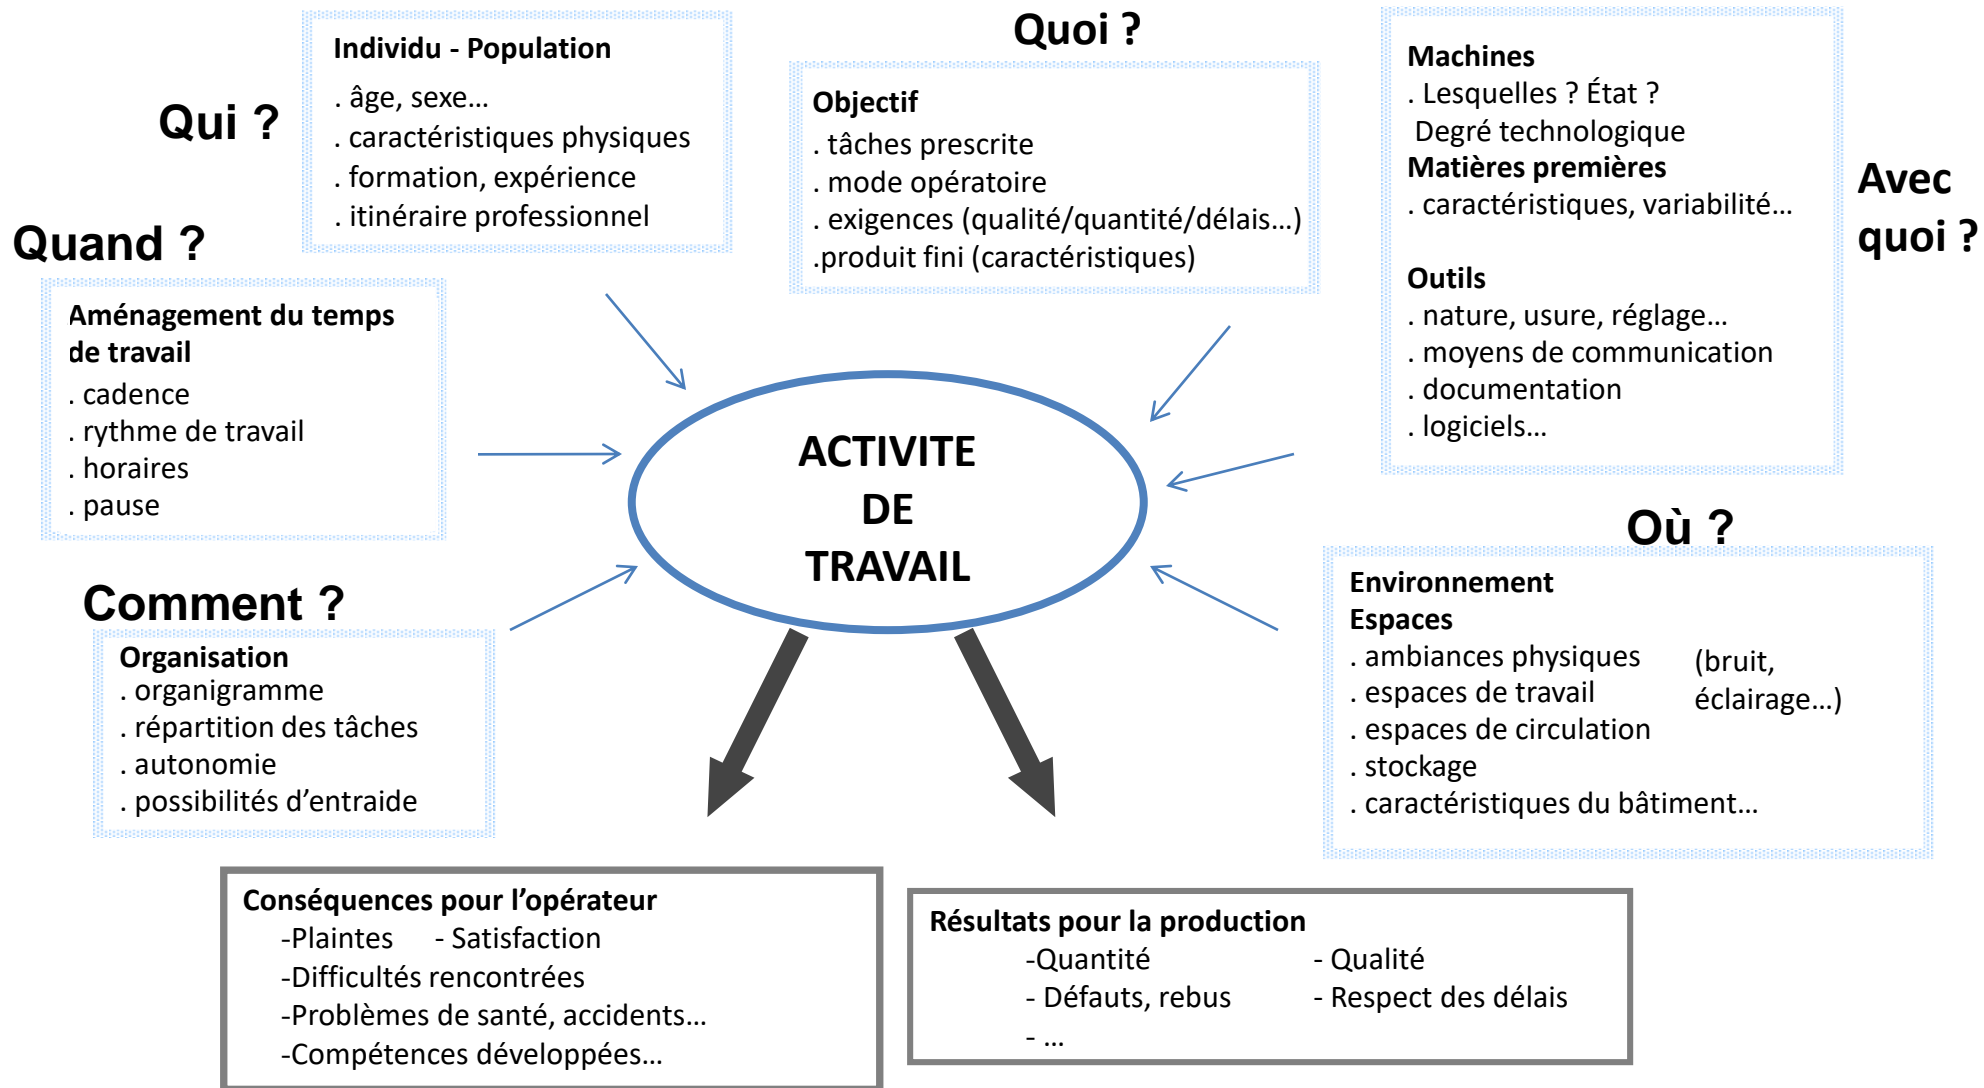 Qui ?
Individu - Population
. âge, sexe…
. caractéristiques physiques
. formation, expérience
. itinéraire professionnel
Quoi ?
Objectif
. tâches prescrite
. mode opératoire
. exigences (qualité/quantité/délais…)
.produit fini (caractéristiques)
Avec
quoi ?
Machines
. Lesquelles ? État ?
Degré technologique
Matières premières
. caractéristiques, variabilité…
Outils
. nature, usure, réglage…
. moyens de communication
. documentation
. logiciels…
Quand ?
Aménagement du temps
de travail
. cadence
. rythme de travail
. horaires
. pause
ACTIVITE
DE
TRAVAIL
Où ?
Environnement
Espaces
. ambiances physiques (bruit,
. espaces de travail éclairage…)
. espaces de circulation
. stockage
. caractéristiques du bâtiment…
Comment ?
Organisation
. organigramme
. répartition des tâches
. autonomie
. possibilités d’entraide
Conséquences pour l’opérateur
-Plaintes - Satisfaction
-Difficultés rencontrées
-Problèmes de santé, accidents…
-Compétences développées…
Résultats pour la production
-Quantité - Qualité
- Défauts, rebus - Respect des délais
- …